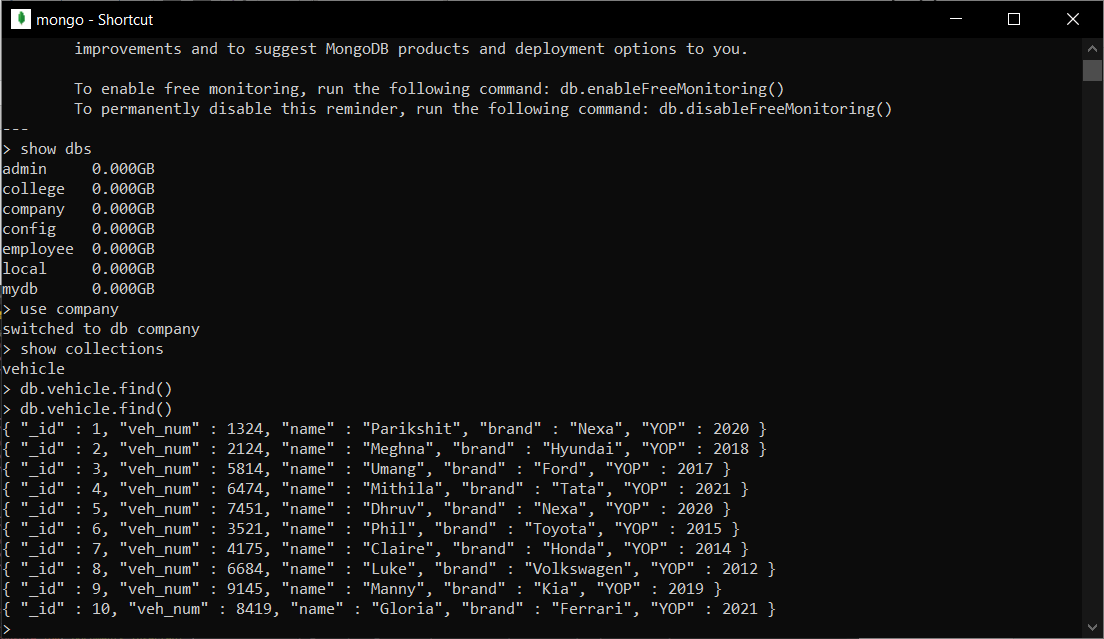 mongo - Shortcut
improvements and to suggest MongoDB products and deployment options to you.
To enable free monitoring, run the following command: db.enableFreeMonitoring()
To permanently disable this reminder, run the following command: db.disableFreeMonitoring()
---
> show dbs
admin     0.000GB
college   0.000GB
company   0.000GB
config    0.000GB
employee  0.000GB
local     0.000GB
mydb      0.000GB
> use company
switched to db company
> show collections
vehicle
> db.vehicle.find()
> db.vehicle.find()
{ "_id" : 1, "veh_num" : 1324, "name" : "Parikshit", "brand" : "Nexa", "YOP" : 2020 }
{ "_id" : 2, "veh_num" : 2124, "name" : "Meghna", "brand" : "Hyundai", "YOP" : 2018 }
{ "_id" : 3, "veh_num" : 5814, "name" : "Umang", "brand" : "Ford", "YOP" : 2017 }
{ "_id" : 4, "veh_num" : 6474, "name" : "Mithila", "brand" : "Tata", "YOP" : 2021 }
{ "_id" : 5, "veh_num" : 7451, "name" : "Dhruv", "brand" : "Nexa", "YOP" : 2020 }
{ "_id" : 6, "veh_num" : 3521, "name" : "Phil", "brand" : "Toyota", "YOP" : 2015 }
{ "_id" : 7, "veh_num" : 4175, "name" : "Claire", "brand" : "Honda", "YOP" : 2014 }
{ "_id" : 8, "veh_num" : 6684, "name" : "Luke", "brand" : "Volkswagen", "YOP" : 2012 }
{ "_id" : 9, "veh_num" : 9145, "name" : "Manny", "brand" : "Kia", "YOP" : 2019 }
{ "_id" : 10, "veh_num" : 8419, "name" : "Gloria", "brand" : "Ferrari", "YOP" : 2021 }
>